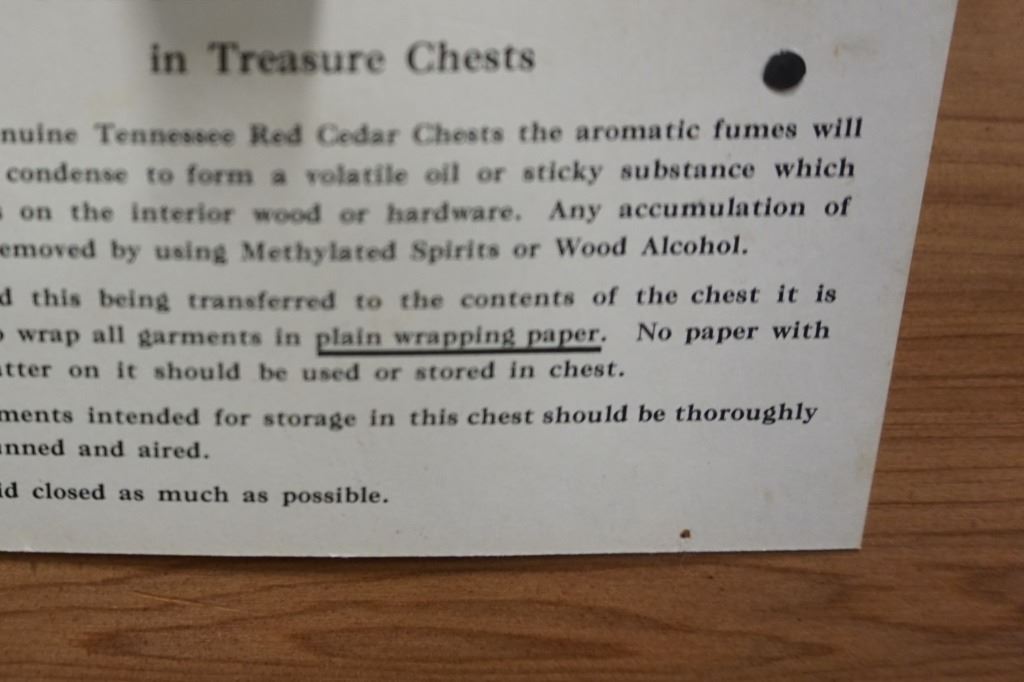 in Treasure Chests
nuine Tennessee Red Cedar Chests the aromatic fumes will
condense to form a volatile oil or sticky substance which
s on the interior wood or hardware. Any accumulation of
emoved by using Methylated Spirits or Wood Alcohol.
d this being transferred to the contents of the chest it is
o wrap all garments in plain wrapping paper. No paper with
tter on it should be used or stored in chest.
ments intended for storage in this chest should be thoroughly
nned and aired.
id closed as much as possible.